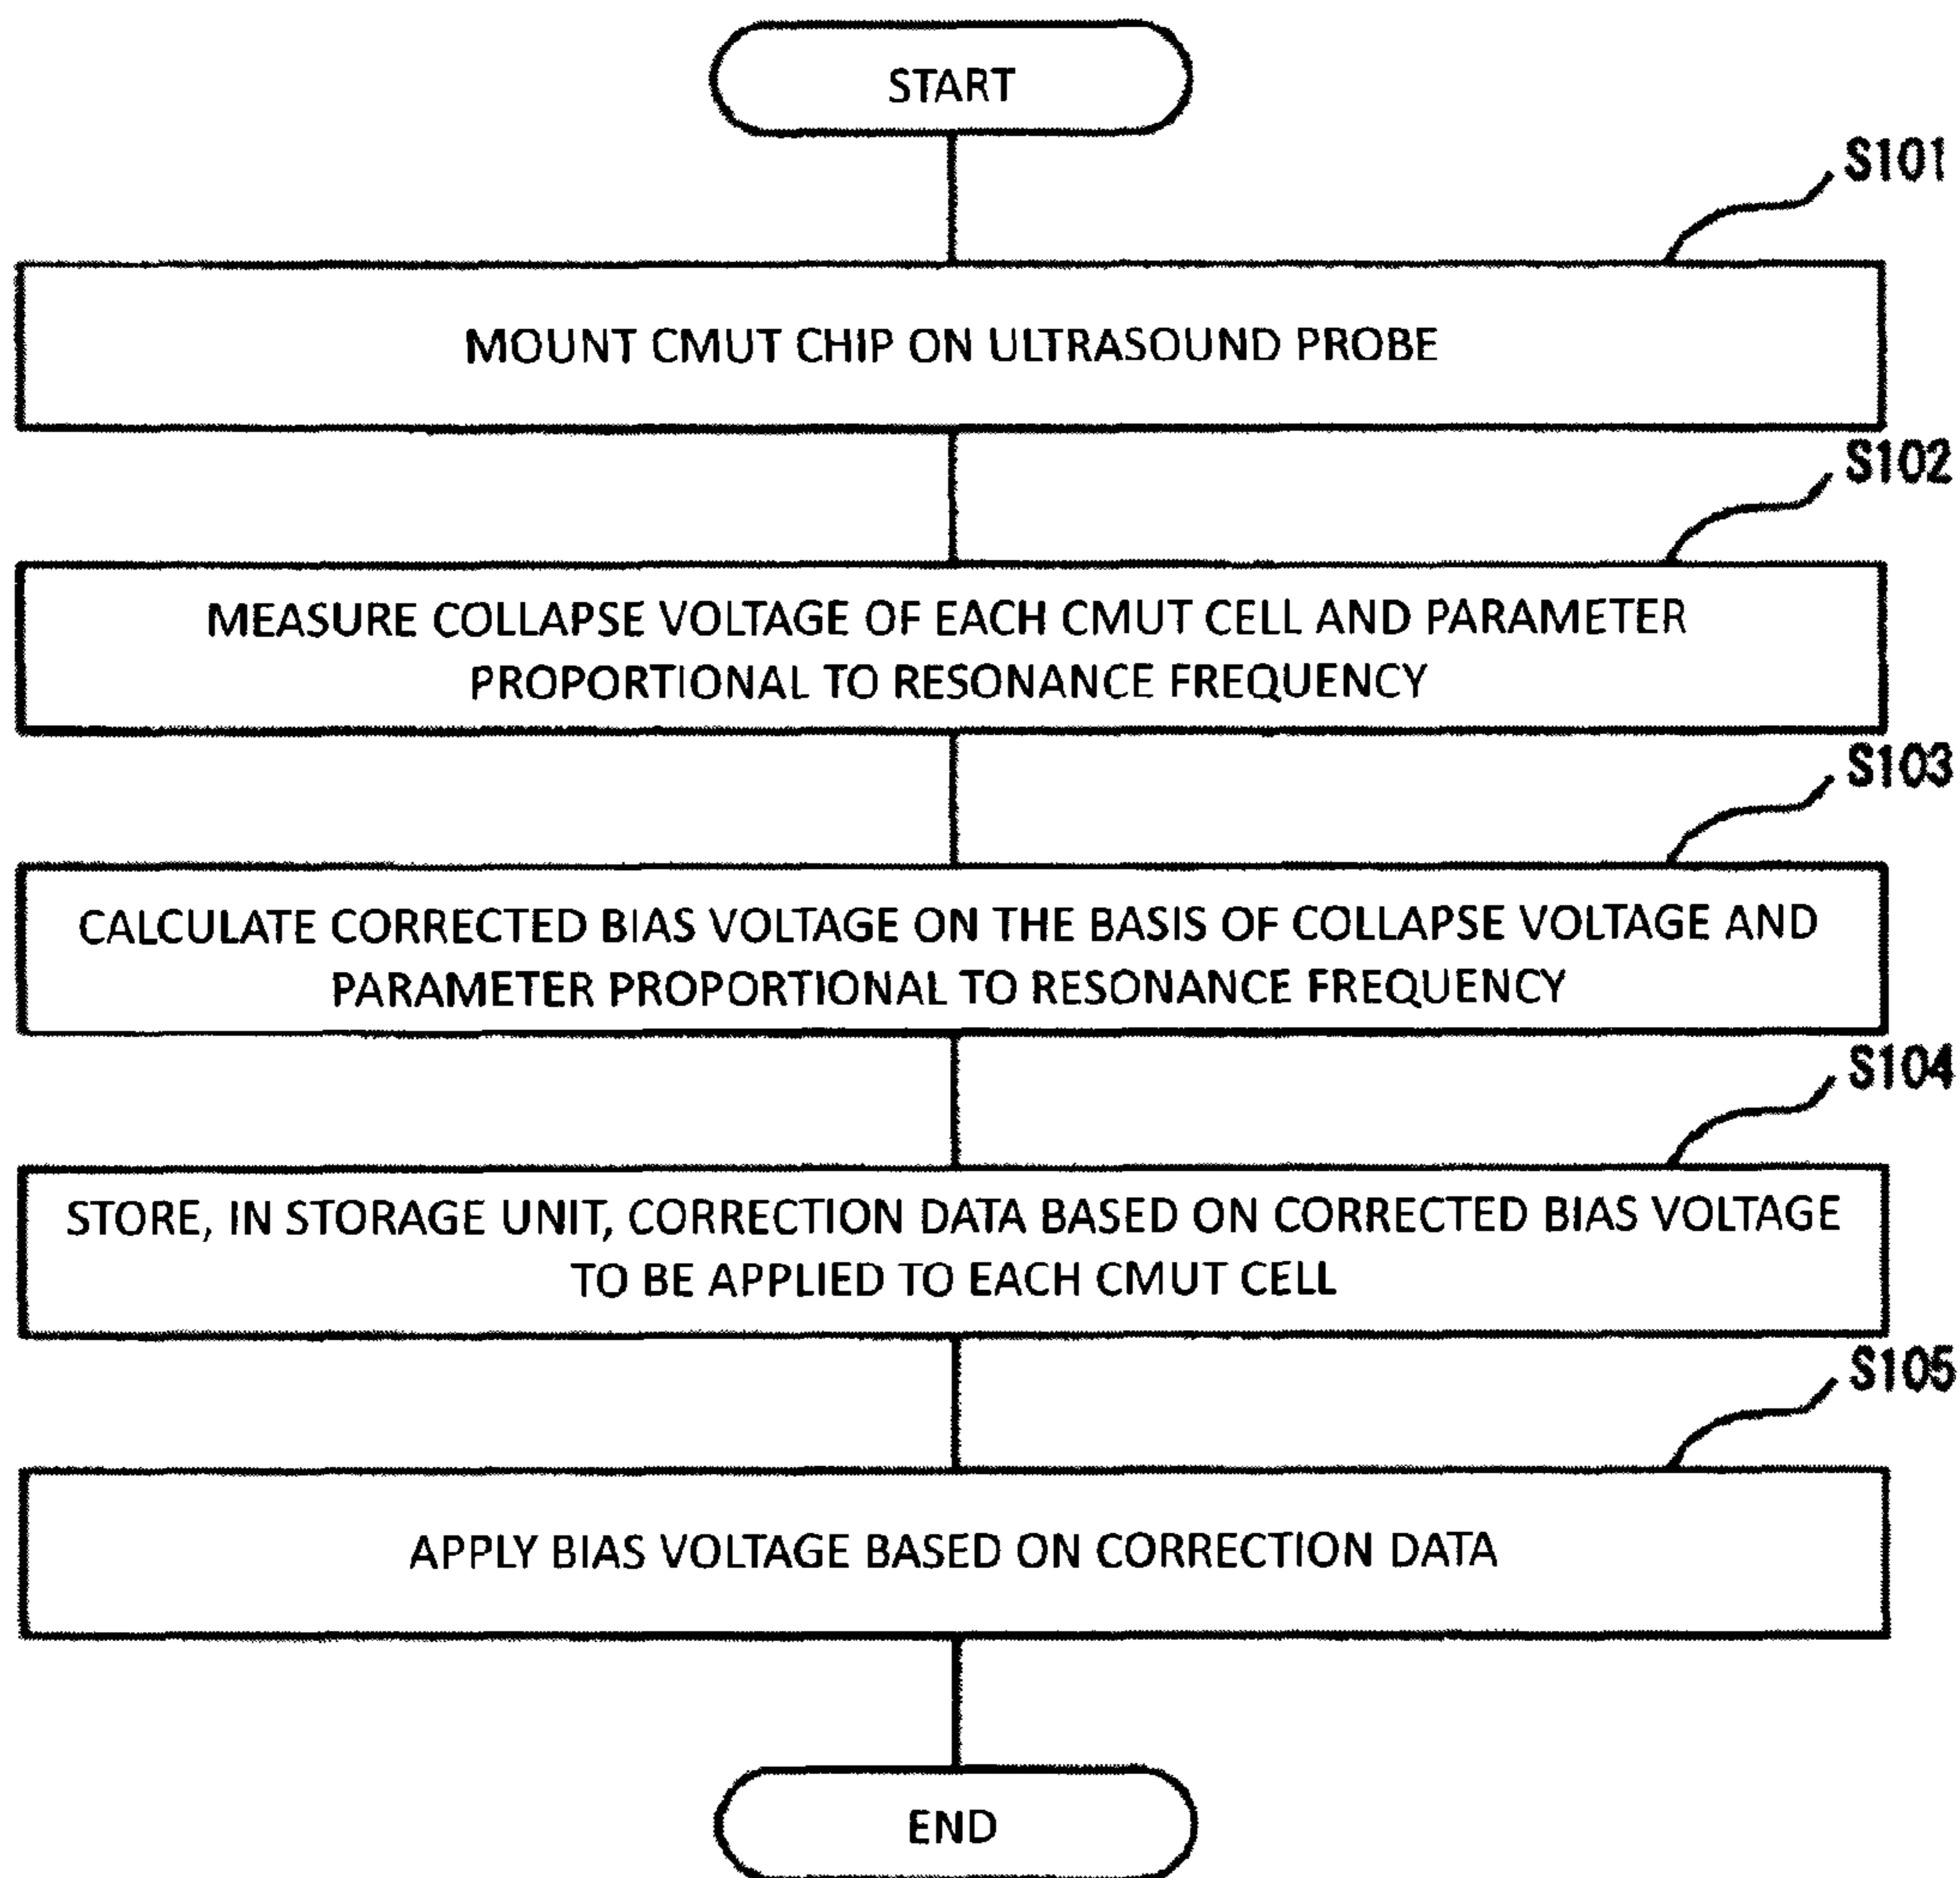 START
S101
MOUNT CMUT CHIP ON ULTRASOUND PROBE
S102
MEASURE COLLAPSE VOLTAGE OF EACH CMUT CELL AND PARAMETER
PROPORTIONAL TO RESONANCE FREQUENCY
S103
CALCULATE CORRECTED BIAS VOLTAGE ON THE BASIS OF COLLAPSE VOLTAGE AND
PARAMETER PROPORTIONAL TO RESONANCE FREQUENCY
S104
STORE, IN STORAGE UNIT, CORRECTION DATA BASED ON CORRECTED BIAS VOLTAGE
TO BE APPLIED TO EACH CMUT CELL
S105
APPLY BIAS VOLTAGE BASED ON CORRECTION DATA
END